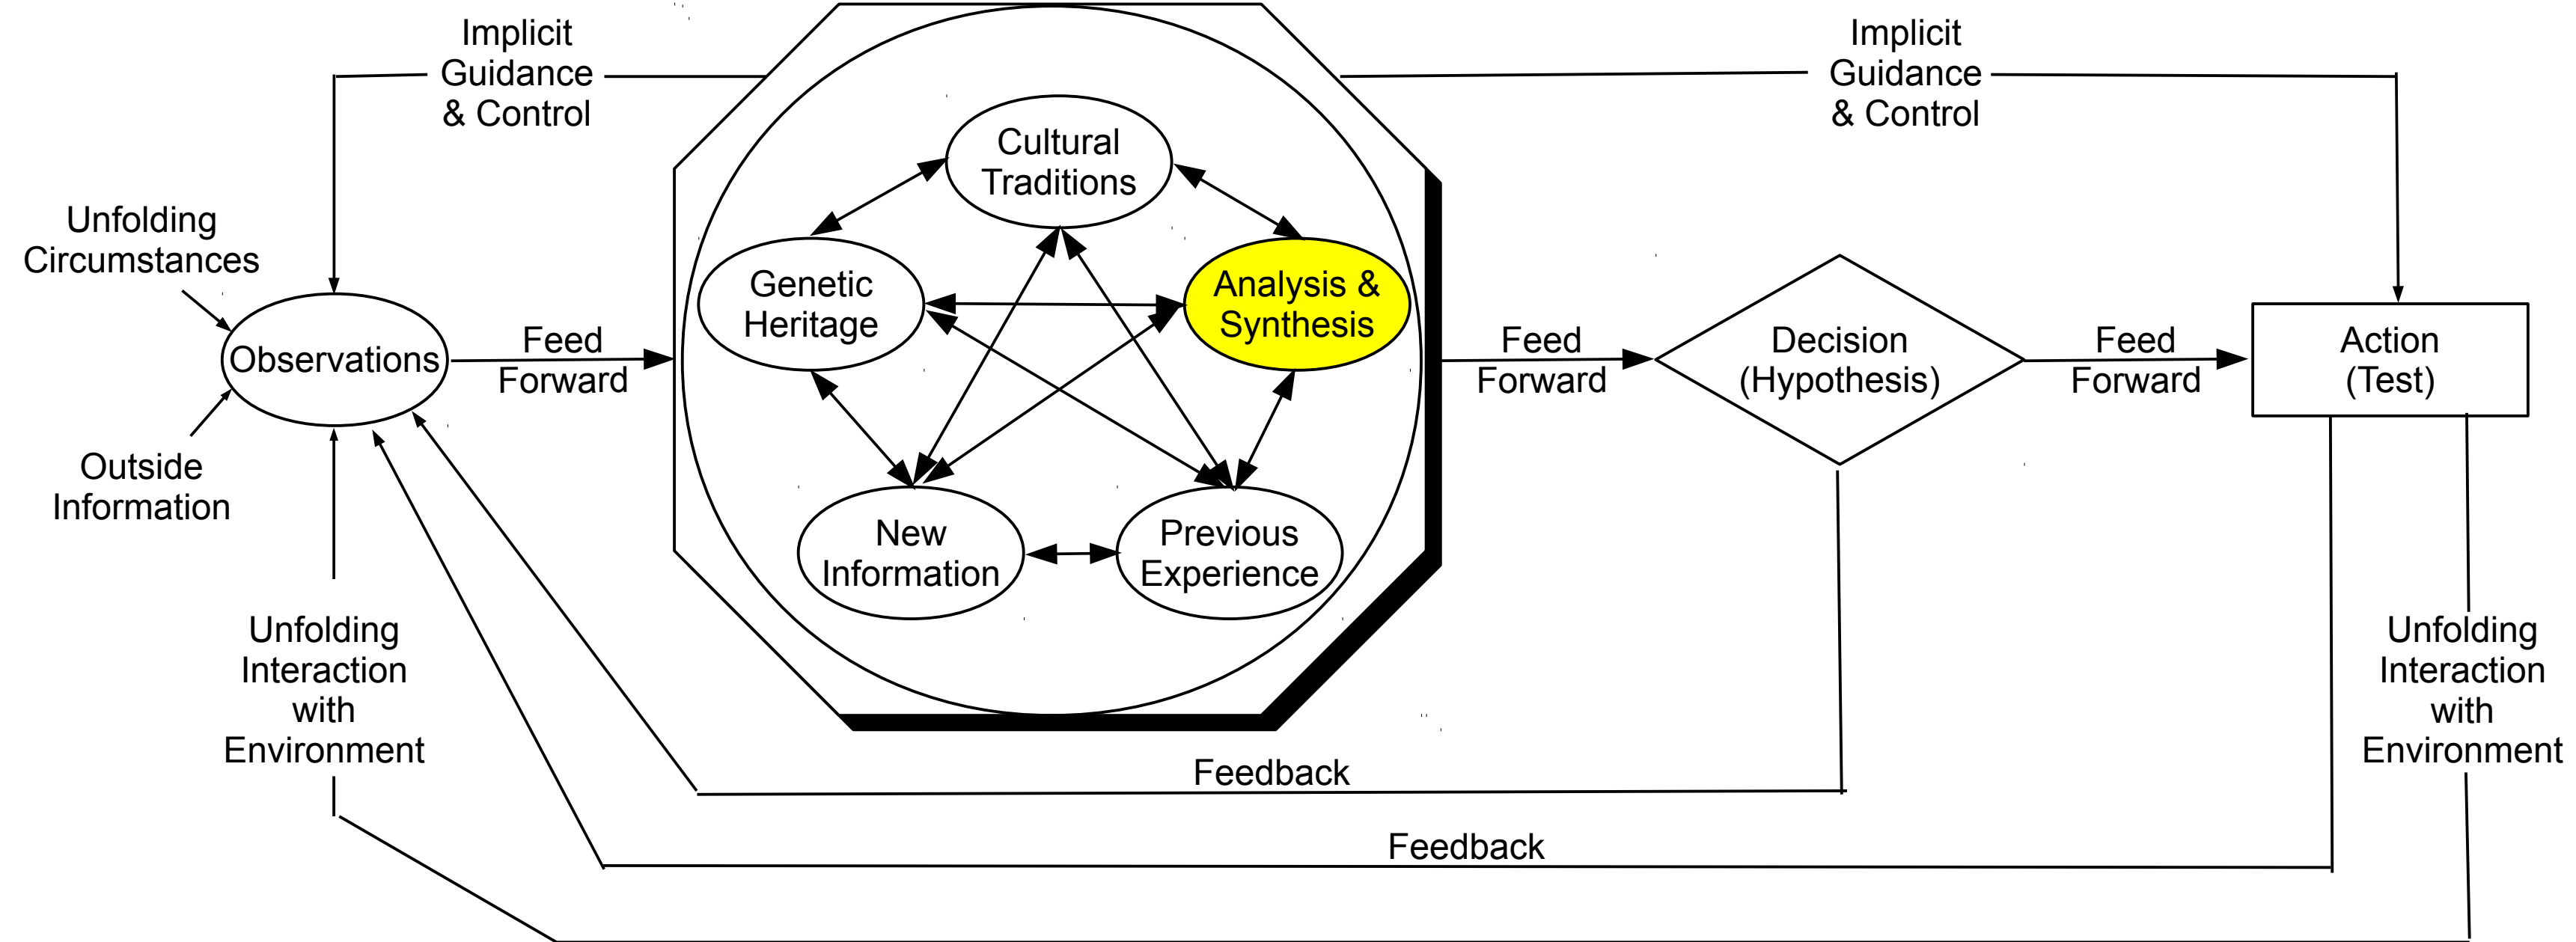 Implicit
Guidance
& Control
Implicit
Guidance
& Control
Cultural
Traditions
Unfolding
Circumstances
Genetic
Heritage
Analysis &
Synthesis
Observations
Feed
Forward
Feed
Forward
Decision
(Hypothesis)
Feed
Forward
Action
(Test)
Outside
Information
New
Information
Previous
Experience
Unfolding
Interaction
with
Environment
Unfolding
Interaction
with
Environment
Feedback
Feedback